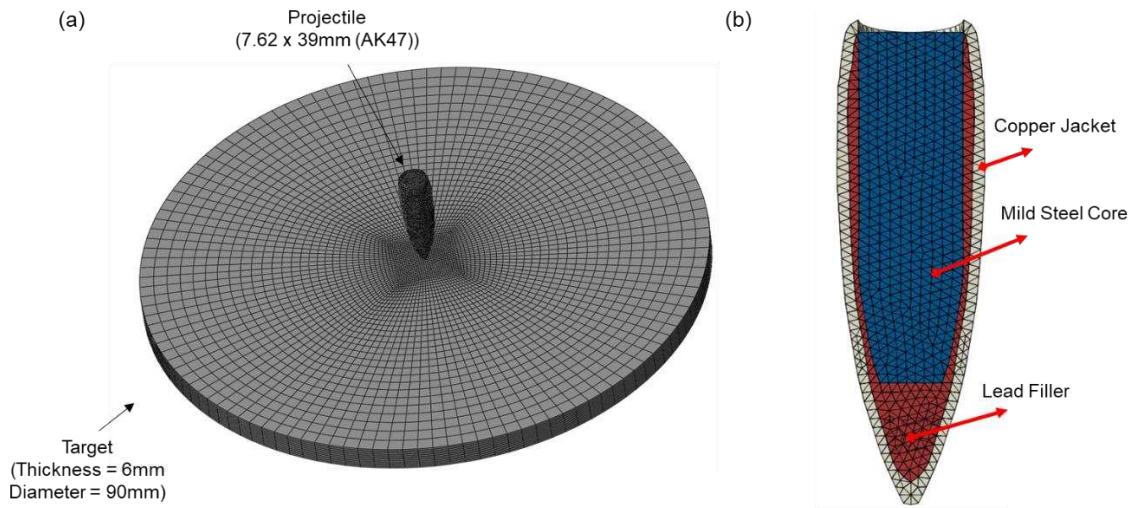 (a)
Projectile
(7.62 x 39mm (AK47))
Target
(Thickness = 6mm
Diameter = 90mm)
(b)
Copper Jacket
Mild Steel Core
Lead Filler